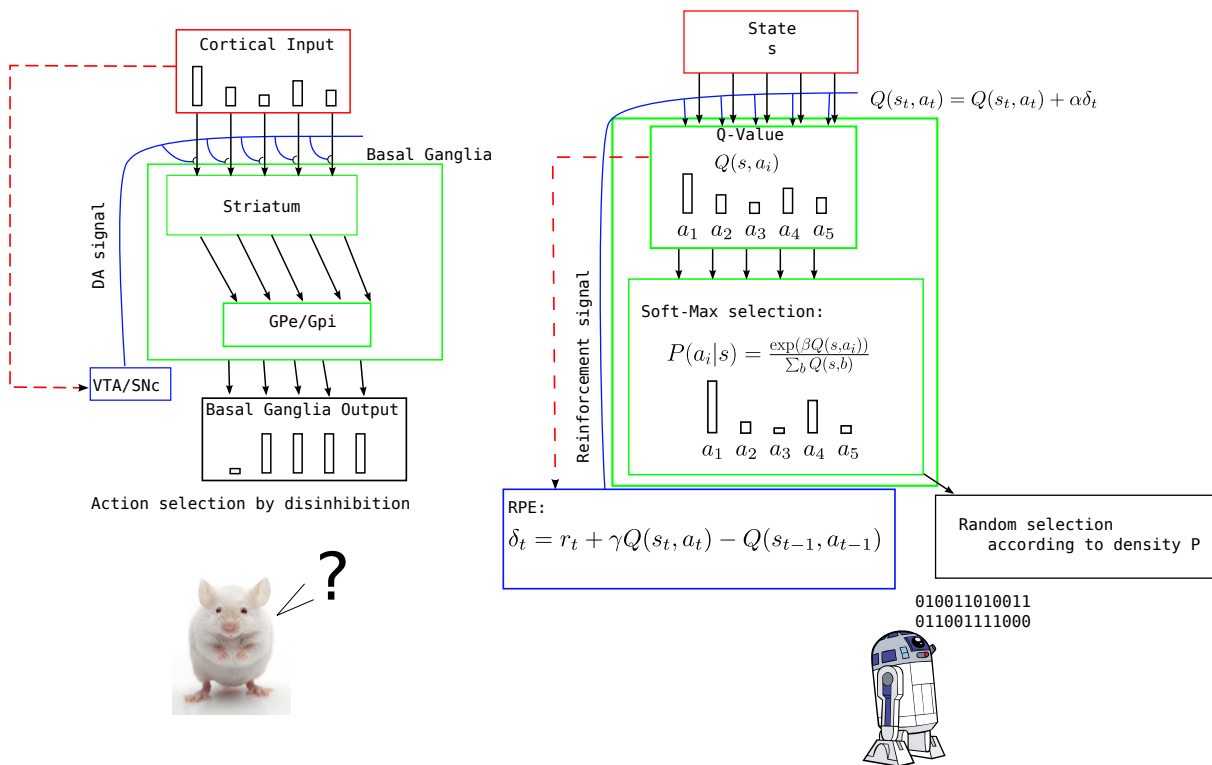 Cortical Input
Basal Ganglia
Striatum
DA signal
GPe/Gpi
VTA/SNc
Basal Ganglia Output
Action selection by disinhibition
?
State
s
Q(s_t, a_t) = Q(s_t, a_t) + αδ_t
Q-Value
Q(s, a_i)
a_1 a_2 a_3 a_4 a_5
Reinforcement signal
Soft-Max selection:
P(a_i|s) = exp(βQ(s,a_i)) / ∑_b Q(s,b)
a_1 a_2 a_3 a_4 a_5
RPE:
δ_t = r_t + γQ(s_t, a_t) − Q(s_{t−1}, a_{t−1})
Random selection
according to density P
010011010011
011001111000